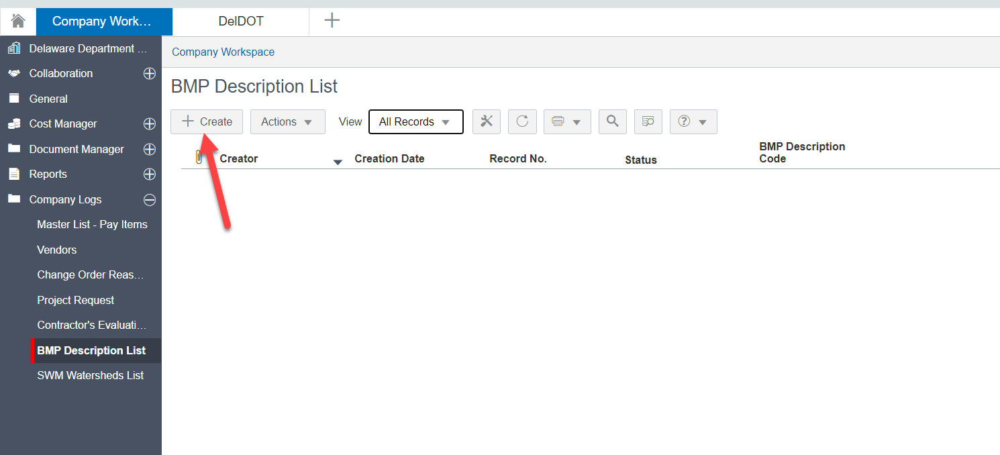 Company Work…
DelDOT
Delaware Department …
Collaboration
General
Cost Manager
Document Manager
Reports
Company Logs
Master List - Pay Items
Vendors
Change Order Reas…
Project Request
Contractor's Evaluati…
BMP Description List
SWM Watersheds List
Company Workspace
BMP Description List
Create
Actions
View
All Records
?
Creator
Creation Date
Record No.
Status
BMP Description
Code